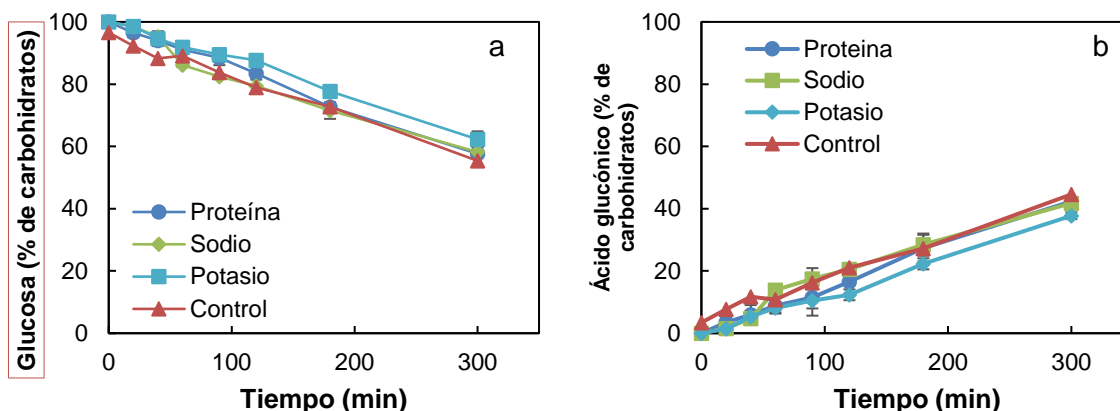 Glucosa (% de carbohidratos)
100
80
60
40
20
0
a
Proteína
Sodio
Potasio
Control
0
100
200
300
Tiempo (min)
Ácido glucónico (% de
carbohidratos)
100
80
60
40
20
0
b
Proteina
Sodio
Potasio
Control
0
100
200
300
Tiempo (min)